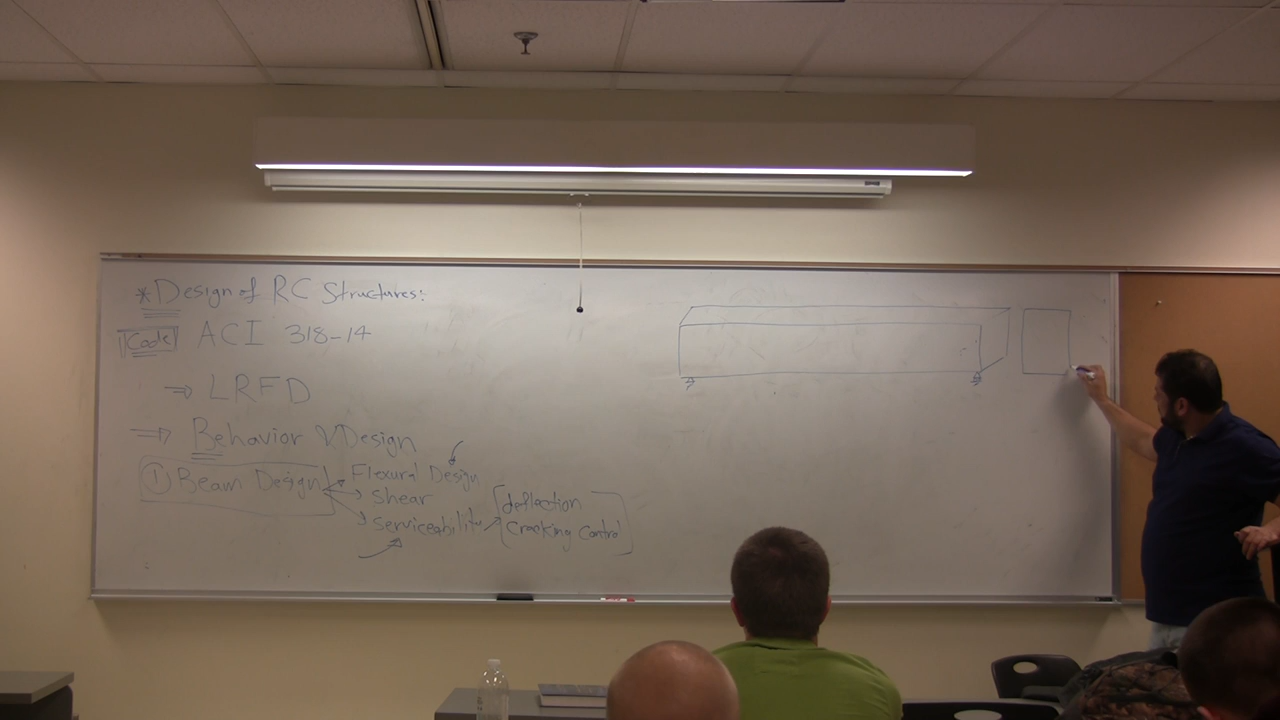 *Design of RC Structures:
Code ACI 318-14
⇒ LRFD
⇒ Behavior & Design
① Beam Design
Flexural Design
Shear
Serviceability
deflection
Cracking Control